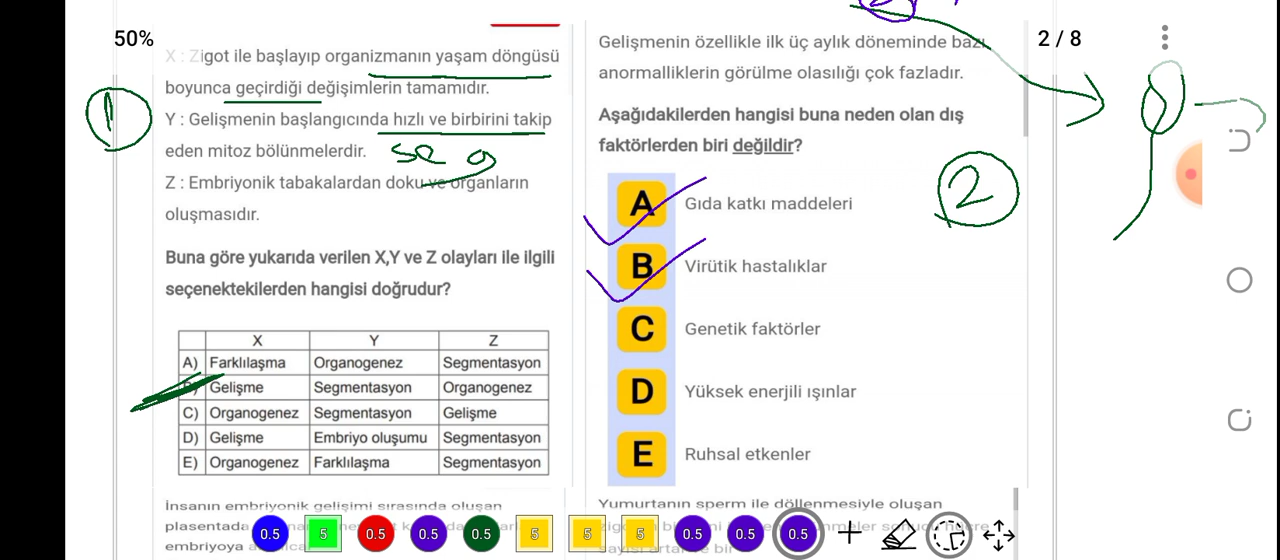 50%
2 / 8
X : Zigot ile başlayıp organizmanın yaşam döngüsü
boyunca geçirdiği değişimlerin tamamıdır.
Y : Gelişmenin başlangıcında hızlı ve birbirini takip
eden mitoz bölünmelerdir.
Z : Embriyonik tabakalardan doku ve organların
oluşmasıdır.
1
Buna göre yukarıda verilen X,Y ve Z olayları ile ilgili
seçenektekilerden hangisi doğrudur?
X Y Z
A) Farklılaşma Organogenez Segmentasyon
B) Gelişme Segmentasyon Organogenez
C) Organogenez Segmentasyon Gelişme
D) Gelişme Embriyo oluşumu Segmentasyon
E) Organogenez Farklılaşma Segmentasyon
İnsanın embriyonik gelişimi sırasında oluşan
plasentada
embriyoya
Gelişmenin özellikle ilk üç aylık döneminde bazı
anormalliklerin görülme olasılığı çok fazladır.
Aşağıdakilerden hangisi buna neden olan dış
faktörlerden biri değildir?
2
A Gıda katkı maddeleri
B Virütik hastalıklar
C Genetik faktörler
D Yüksek enerjili ışınlar
E Ruhsal etkenler
Yumurtanın sperm ile döllenmesiyle oluşan
0.5 5 0.5 0.5 0.5 5 5 5 0.5 0.5 0.5